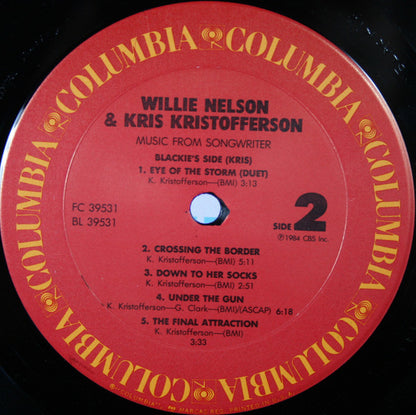 COLUMBIA COLUMBIA COLUMBIA COLUMBIA COLUMBIA COLUMBIA
WILLIE NELSON
& KRIS KRISTOFFERSON
MUSIC FROM SONGWRITER
BLACKIE'S SIDE (KRIS)
1. EYE OF THE STORM (DUET)
K. Kristofferson—(BMI) 3:13
FC 39531
BL 39531
SIDE 2
℗1984 CBS Inc.
2. CROSSING THE BORDER
K. Kristofferson—(BMI) 5:11
3. DOWN TO HER SOCKS
K. Kristofferson—(BMI) 2:51
4. UNDER THE GUN
K. Kristofferson—G. Clark—(BMI)/(ASCAP) 6:18
5. THE FINAL ATTRACTION
K. Kristofferson—(BMI)
3:33